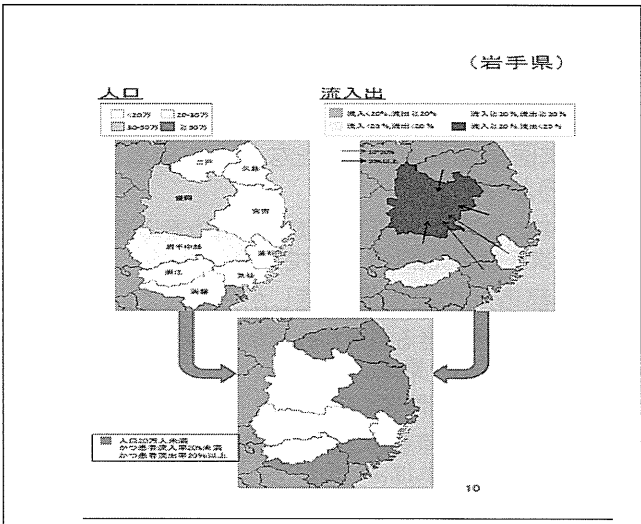 （岩手県）
人口
流入出
<20万
20-30万
30-50万
≧50万
流入<20%、流出≧20%
流入≧20%、流出≧20%
流入<20%、流出<20%
流入≧20%、流出<20%
20%以上
二戸
久慈
盛岡
宮古
岩手中部
釜石
胆江
気仙
両磐
人口20万人未満
かつ患者流入率20%未満
かつ患者流出率20%以上
10